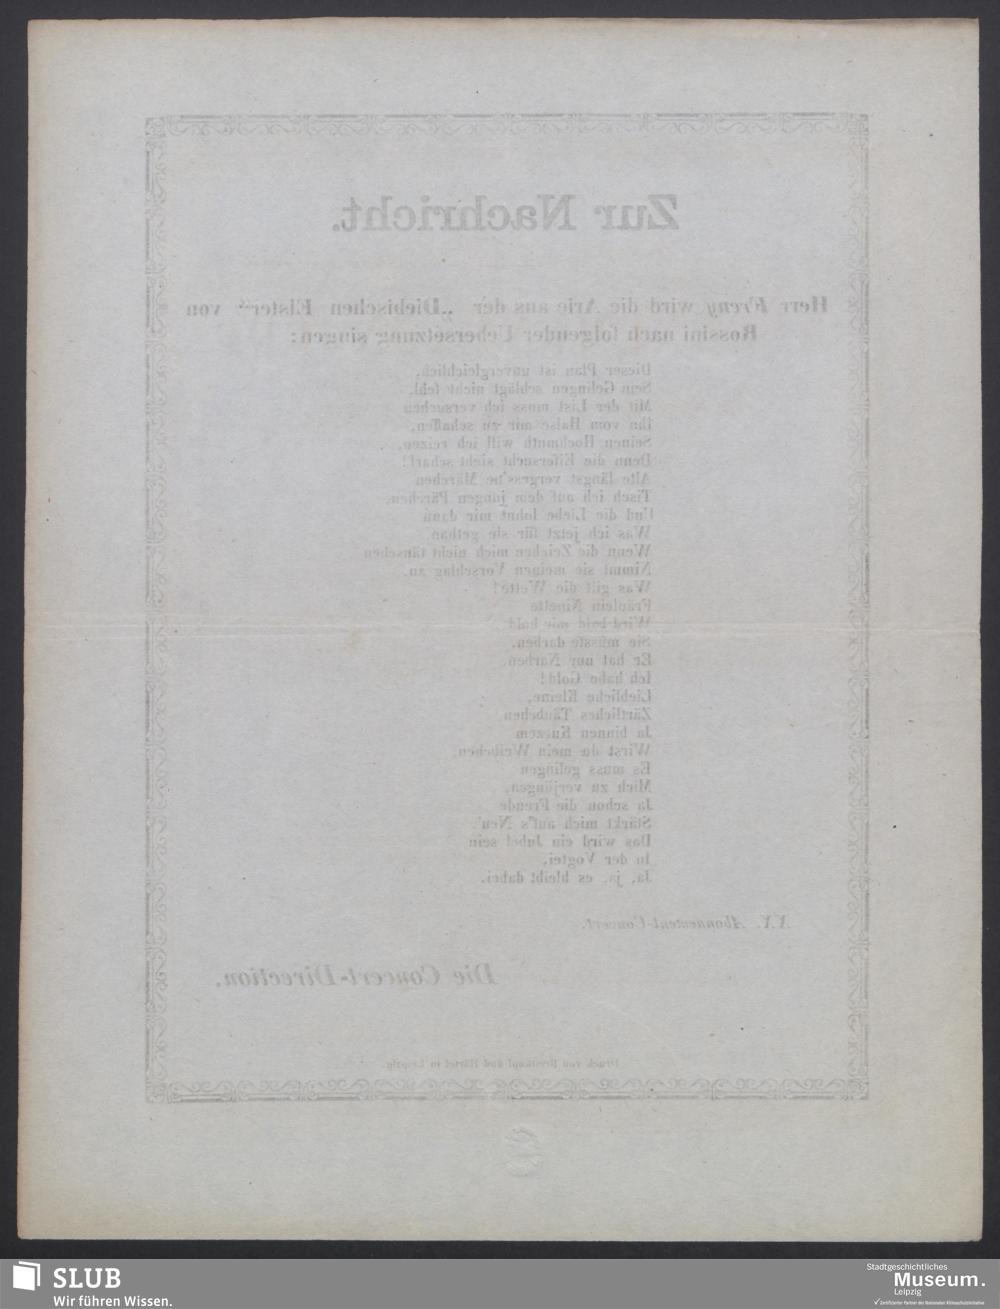 Zur Nachricht.
Herr Freny wird die Arie aus der „Diebischen Elster“ von
Rossini nach folgender Uebersetzung singen:
Dieser Plan ist unvergleichlich,
Sein Gelingen schlägt nicht fehl.
Mit der List muss ich versuchen
Ihn vom Halse mir zu schaffen,
Seinen Hochmuth will ich reizen,
Denn die Eifersucht sieht scharf!
Alte längst vergess'ne Märchen
Tisch ich auf dem jungen Pärchen,
Und die Liebe lohnt mir dann
Was ich jetzt für sie gethan.
Wenn die Zeichen mich nicht täuschen
Nimmt sie meinen Vorschlag an.
Was gilt die Wette!
Fräulein Ninette
Wird bald mir hold
Sie müsste darben,
Er hat nur Narben,
Ich habe Gold!
Liebliche Kleine,
Zärtliches Täubchen
Ja binnen Kurzem
Wirst du mein Weibchen.
Es muss gelingen
Mich zu verjüngen,
Ja schon die Freude
Stärkt mich auf's Neu'.
Das wird ein Jubel sein
In der Vogtei,
Ja, ja, es bleibt dabei.
XX. Abonnement-Concert.
Die Concert-Direction.
Druck von Breitkopf und Härtel in Leipzig.
SLUB
Wir führen Wissen.
Stadtgeschichtliches
Museum.
Leipzig
Zertifizierter Partner der Nationalen Klimaschutzinitiative